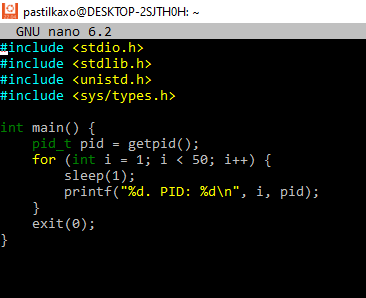 pastilkaxo@DESKTOP-2SJTH0H: ~
GNU nano 6.2
#include <stdio.h>
#include <stdlib.h>
#include <unistd.h>
#include <sys/types.h>

int main() {
    pid_t pid = getpid();
    for (int i = 1; i < 50; i++) {
        sleep(1);
        printf("%d. PID: %d\n", i, pid);
    }
    exit(0);
}